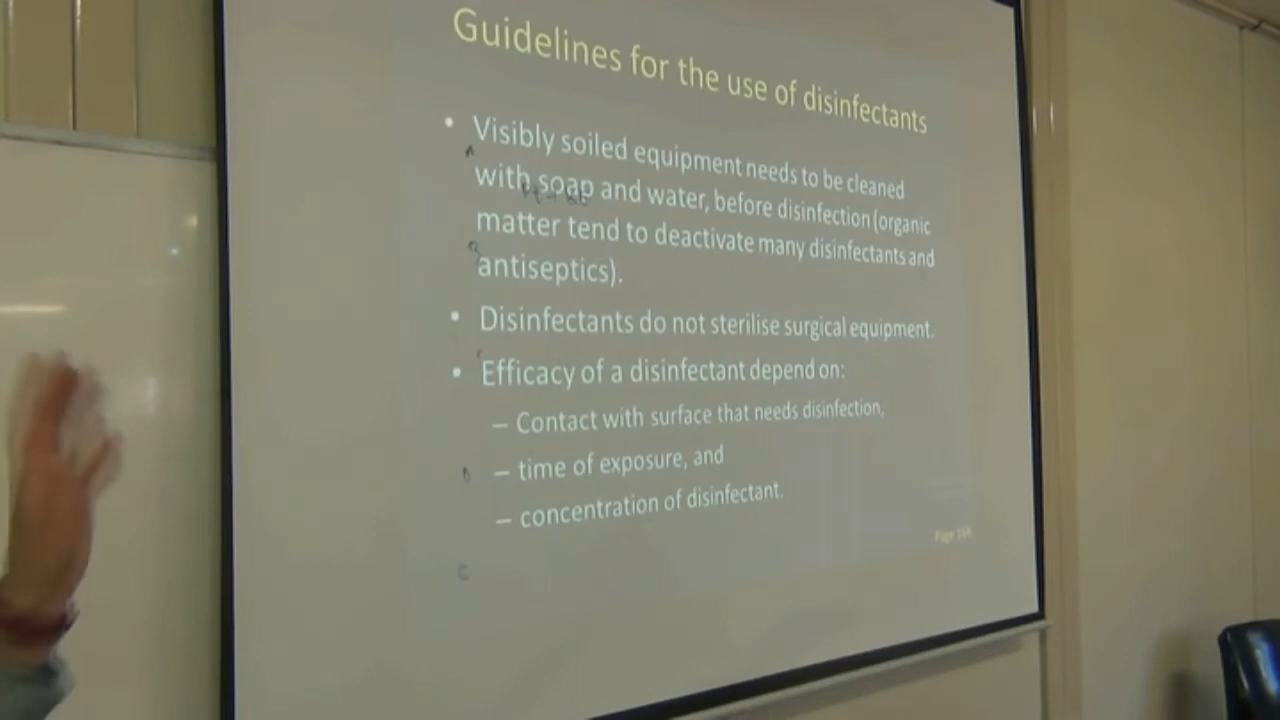 Guidelines for the use of disinfectants
• Visibly soiled equipment needs to be cleaned
with soap and water, before disinfection (organic
matter tend to deactivate many disinfectants and
antiseptics).
• Disinfectants do not sterilise surgical equipment.
• Efficacy of a disinfectant depend on:
– Contact with surface that needs disinfection,
– time of exposure, and
– concentration of disinfectant.
Page